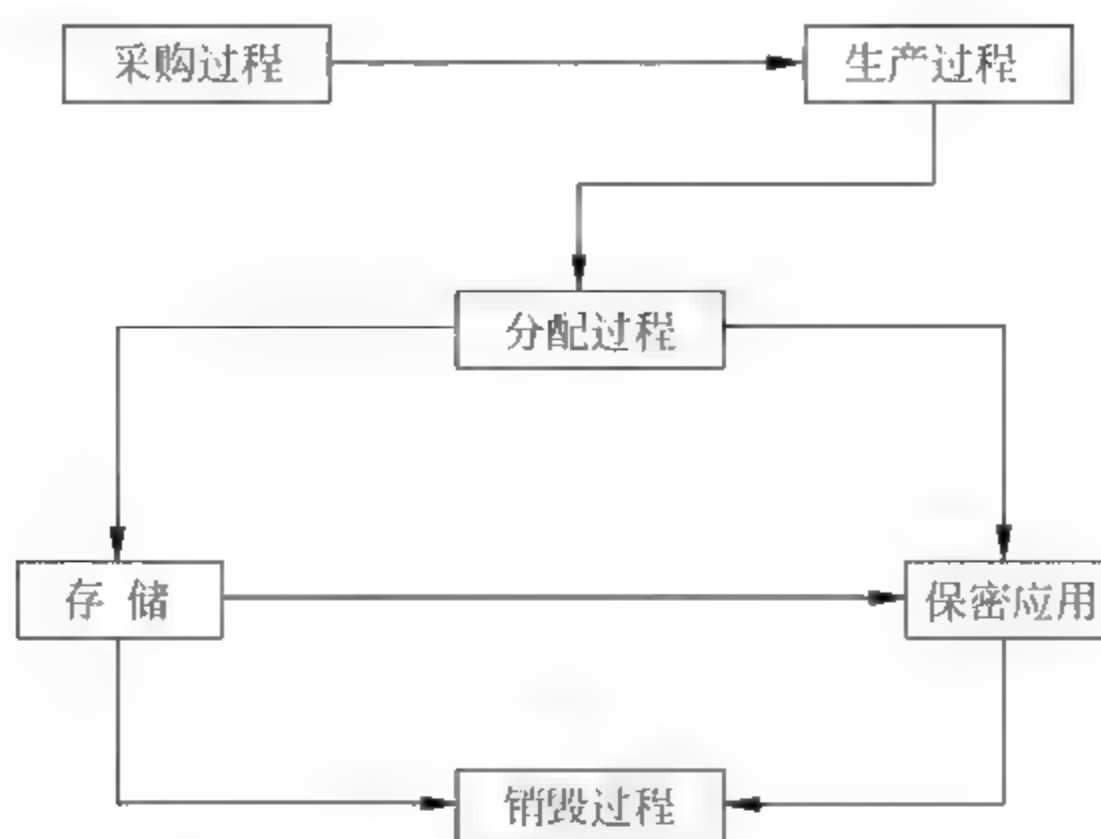 采购过程
生产过程
分配过程
存 储
保密应用
销毁过程